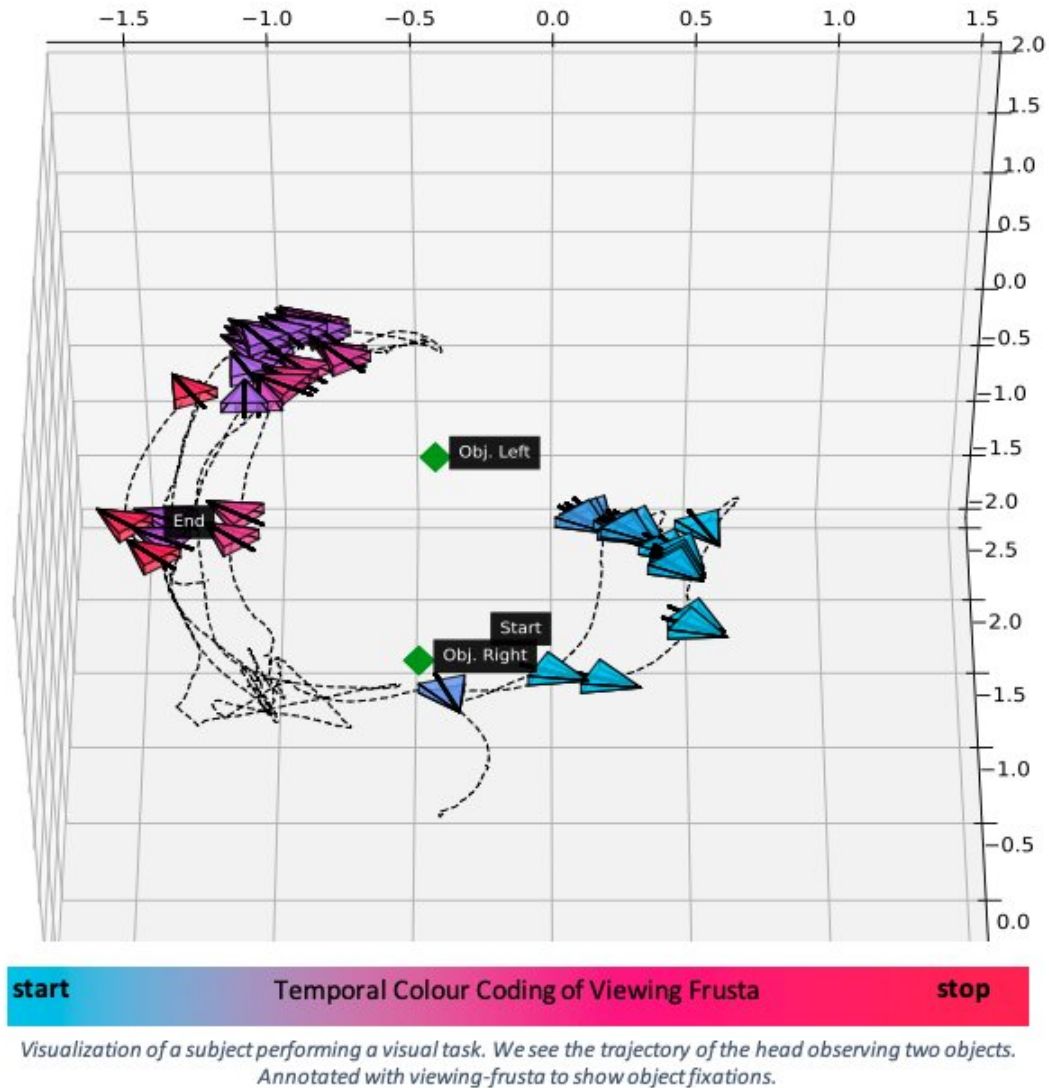 −1.5 −1.0 −0.5 0.0 0.5 1.0 1.5
2.0
1.5
1.0
0.5
0.0
−0.5
−1.0
−1.5
Obj. Left
−2.0
End
−2.5
−2.0
Start
Obj. Right
−1.5
−1.0
−0.5
0.0
start Temporal Colour Coding of Viewing Frusta stop
Visualization of a subject performing a visual task. We see the trajectory of the head observing two objects.
Annotated with viewing-frusta to show object fixations.